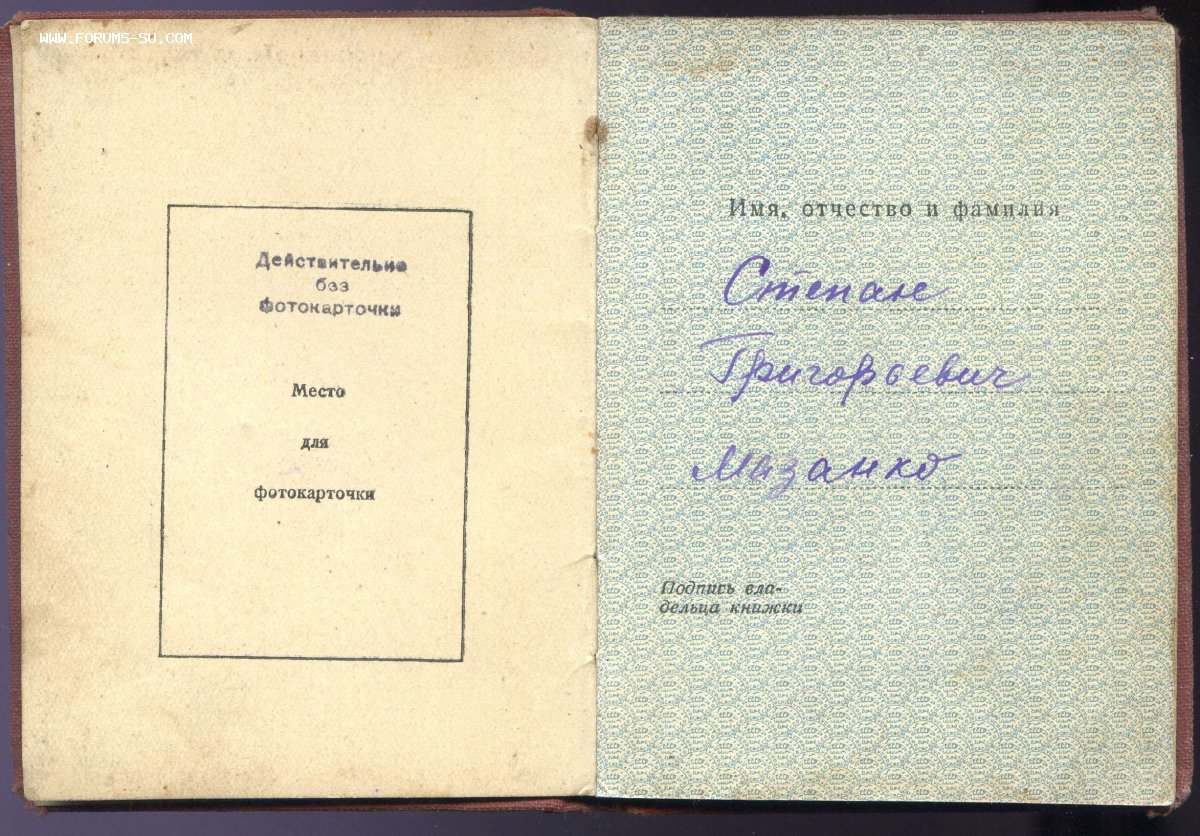 WWW.FORUMS-SU.COM
Действительно
без
фотокарточки
Место
для
фотокарточки
Имя, отчество и фамилия
Степан
Григорьевич
Мазанко
Подпись вла-
дельца книжки